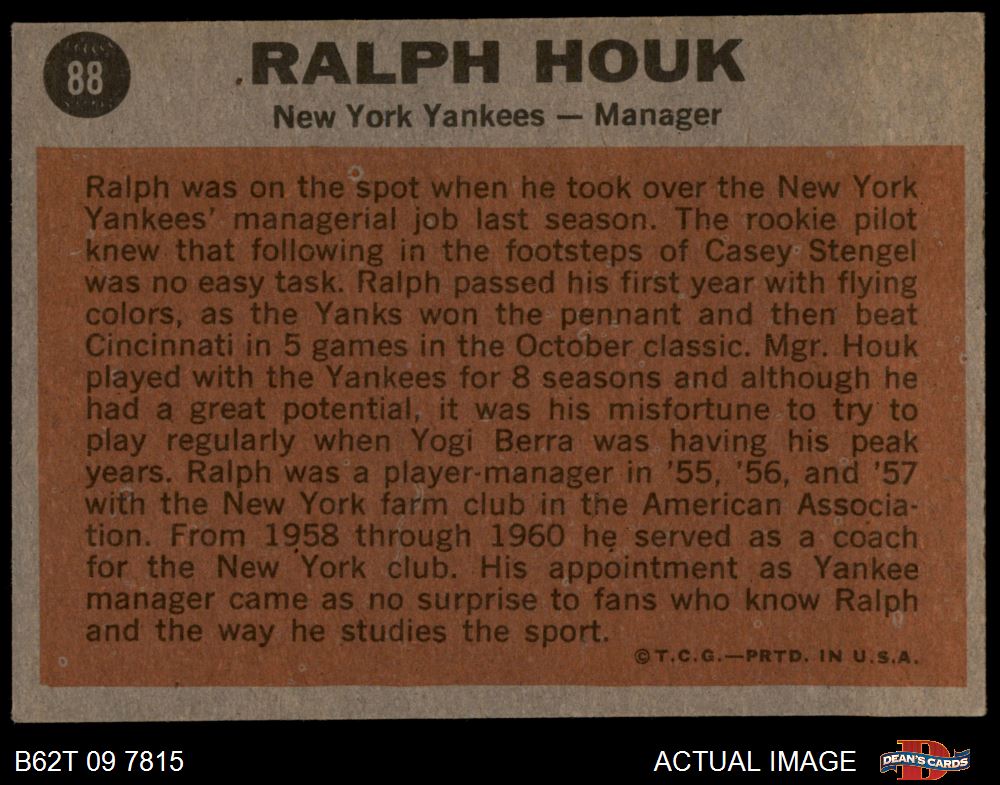 88
RALPH HOUK
New York Yankees — Manager
Ralph was on the spot when he took over the New York
Yankees' managerial job last season. The rookie pilot
knew that following in the footsteps of Casey Stengel
was no easy task. Ralph passed his first year with flying
colors, as the Yanks won the pennant and then beat
Cincinnati in 5 games in the October classic. Mgr. Houk
played with the Yankees for 8 seasons and although he
had a great potential, it was his misfortune to try to
play regularly when Yogi Berra was having his peak
years. Ralph was a player-manager in '55, '56, and '57
with the New York farm club in the American Associa-
tion. From 1958 through 1960 he served as a coach
for the New York club. His appointment as Yankee
manager came as no surprise to fans who know Ralph
and the way he studies the sport.
©T.C.G.—PRTD. IN U.S.A.
B62T 09 7815
ACTUAL IMAGE
DEAN'S CARDS